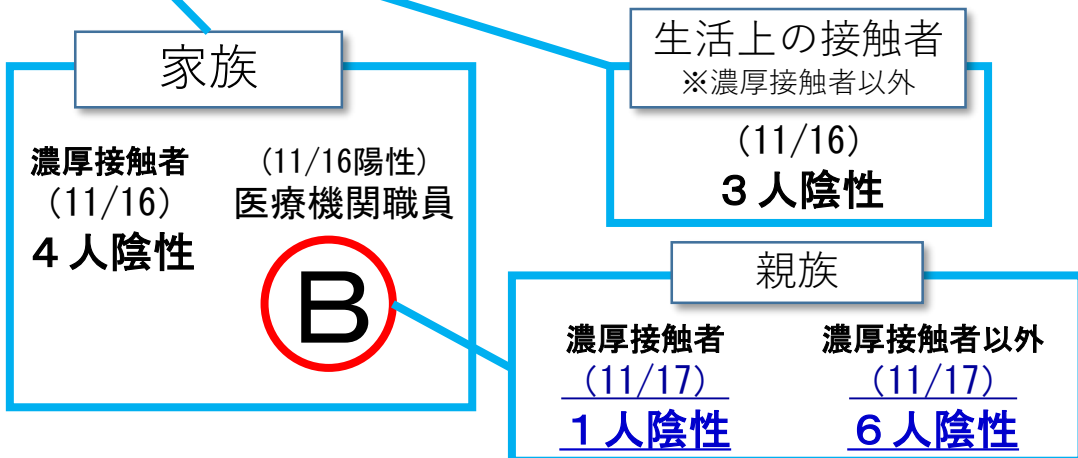 家族
濃厚接触者
(11/16)
４人陰性
(11/16陽性)
医療機関職員
B
生活上の接触者
※濃厚接触者以外
(11/16)
３人陰性
親族
濃厚接触者
(11/17)
１人陰性
濃厚接触者以外
(11/17)
６人陰性